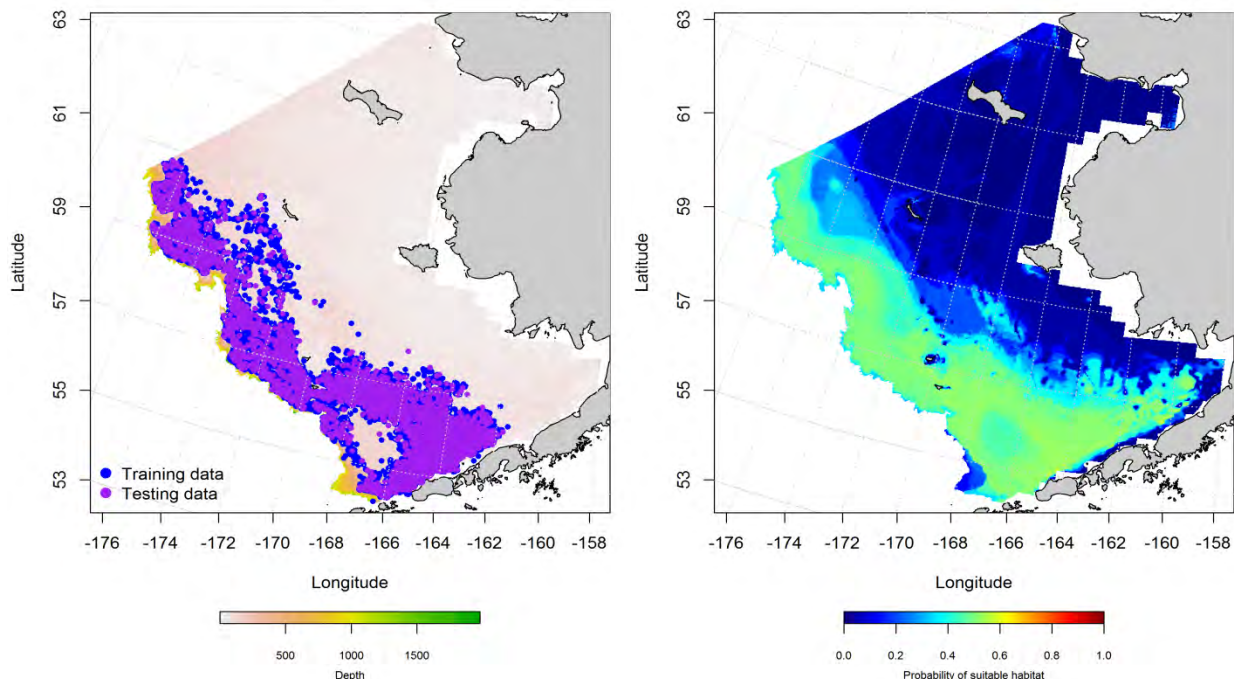 63
61
59
57
55
53
Latitude
Training data
Testing data
-176 -174 -172 -170 -168 -166 -164 -162 -160 -158
Longitude
500 1000 1500
Depth
63
61
59
57
55
53
Latitude
-176 -174 -172 -170 -168 -166 -164 -162 -160 -158
Longitude
0.0 0.2 0.4 0.6 0.8 1.0
Probability of suitable habitat